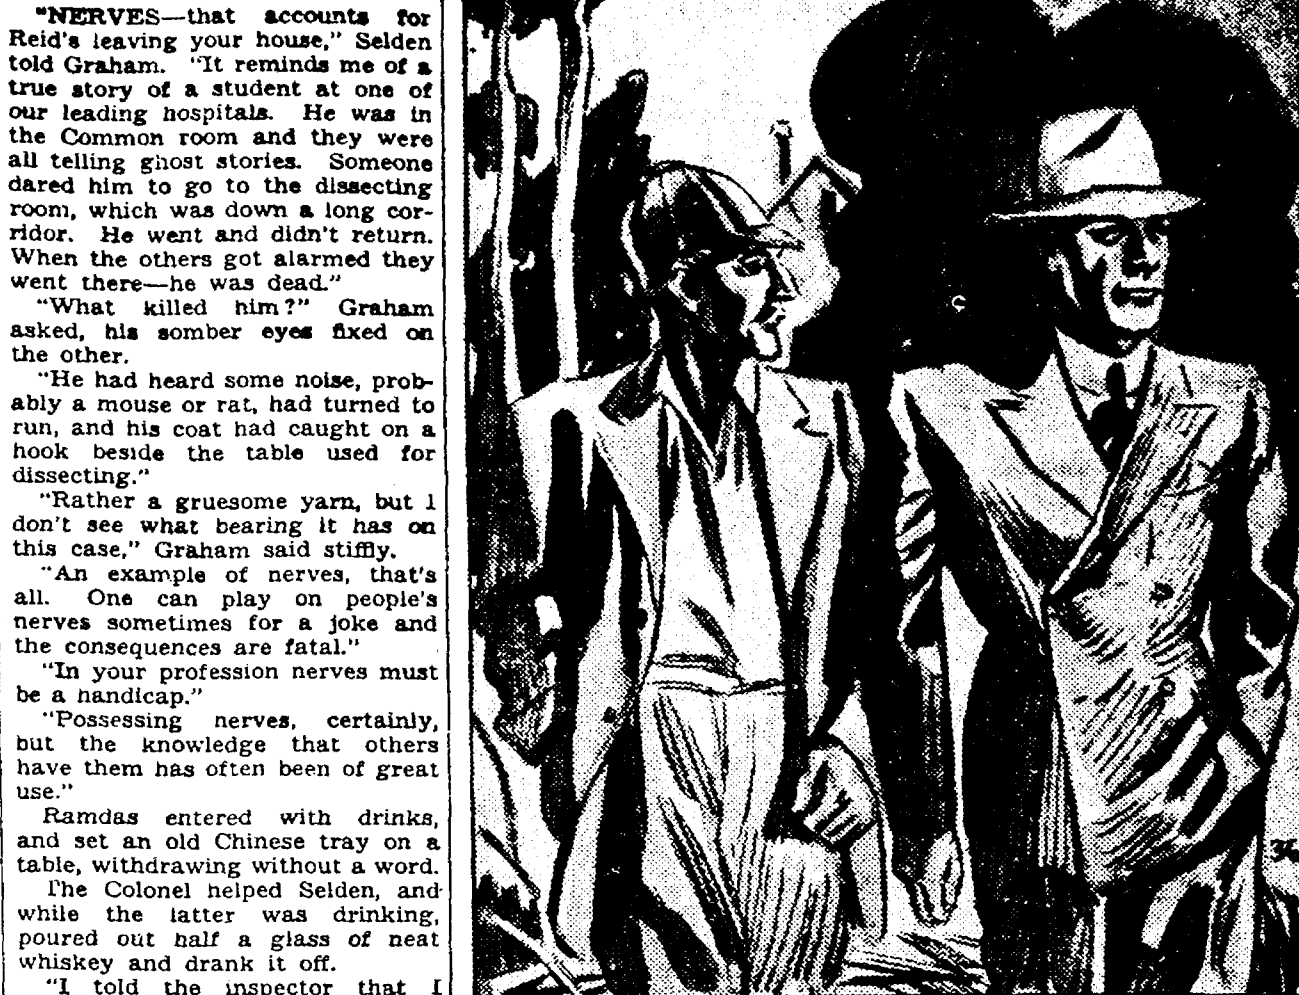 "NERVES—that accounts for
Reid's leaving your house," Selden
told Graham. "It reminds me of a
true story of a student at one of
our leading hospitals. He was in
the Common room and they were
all telling ghost stories. Someone
dared him to go to the dissecting
room, which was down a long cor-
ridor. He went and didn't return.
When the others got alarmed they
went there—he was dead."
"What killed him?" Graham
asked, his somber eyes fixed on
the other.
"He had heard some noise, prob-
ably a mouse or rat, had turned to
run, and his coat had caught on a
hook beside the table used for
dissecting."
"Rather a gruesome yarn, but I
don't see what bearing it has on
this case," Graham said stiffly.
"An example of nerves, that's
all. One can play on people's
nerves sometimes for a joke and
the consequences are fatal."
"In your profession nerves must
be a handicap."
"Possessing nerves, certainly,
but the knowledge that others
have them has often been of great
use."
Ramdas entered with drinks,
and set an old Chinese tray on a
table, withdrawing without a word.
The Colonel helped Selden, and
while the latter was drinking,
poured out half a glass of neat
whiskey and drank it off.
"I told the inspector that I